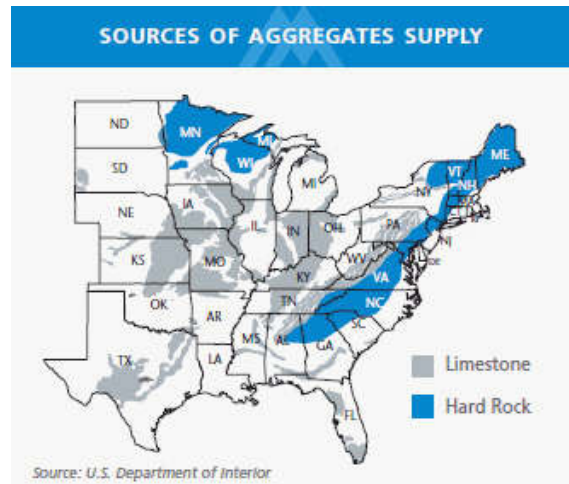 SOURCES OF AGGREGATES SUPPLY
ND
MN
MI
ME
SD
WI
VT
NH
MI
NY
NE
IA
IL
IN
OH
PA
NJ
KS
MO
WV
DE
KY
VA
OK
TN
NC
AR
SC
MS
AL
GA
TX
LA
FL
Limestone
Hard Rock
Source: U.S. Department of Interior